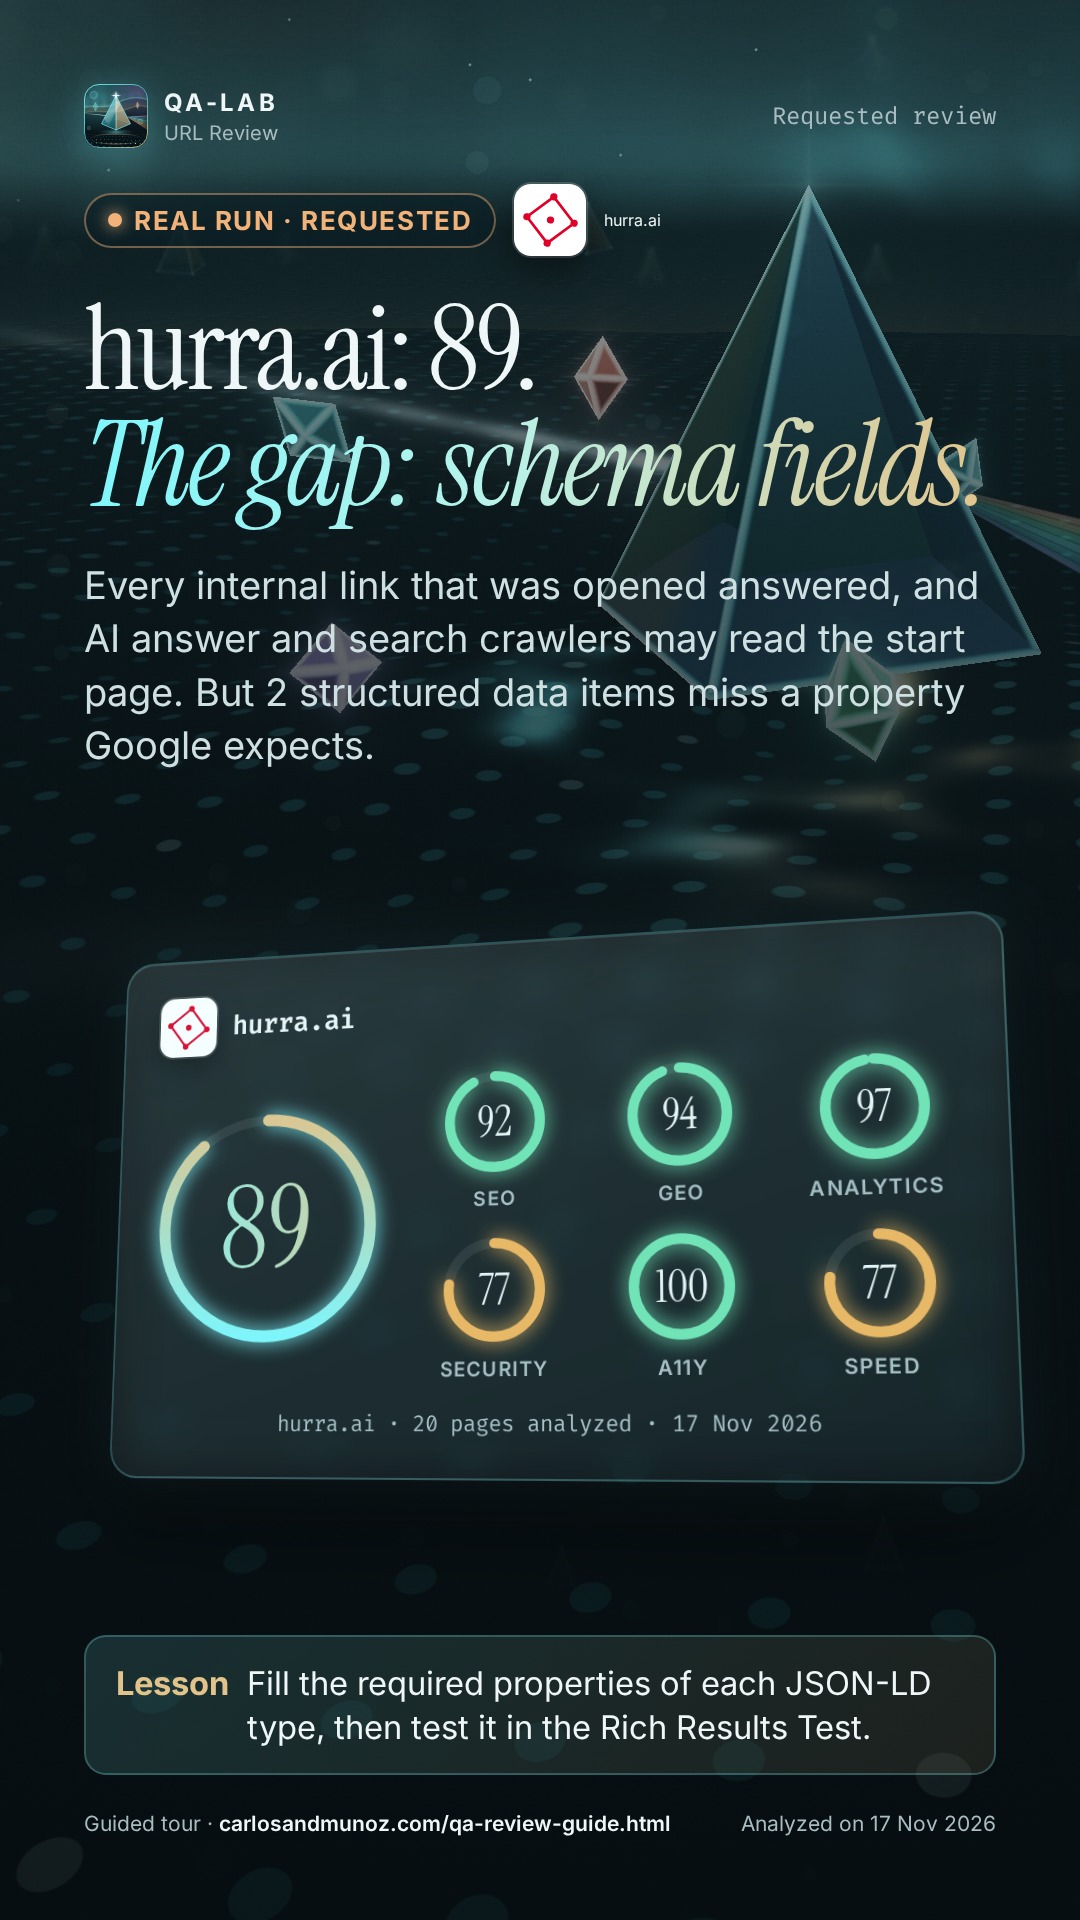 QA-LAB
URL Review
Requested review
REAL RUN · REQUESTED
hurra.ai
hurra.ai: 89.
The gap: schema fields.
Every internal link that was opened answered, and
AI answer and search crawlers may read the start
page. But 2 structured data items miss a property
Google expects.
hurra.ai
89
92
SEO
94
GEO
97
ANALYTICS
77
SECURITY
100
A11Y
77
SPEED
hurra.ai · 20 pages analyzed · 17 Nov 2026
Lesson Fill the required properties of each JSON-LD
type, then test it in the Rich Results Test.
Guided tour · carlosandmunoz.com/qa-review-guide.html
Analyzed on 17 Nov 2026